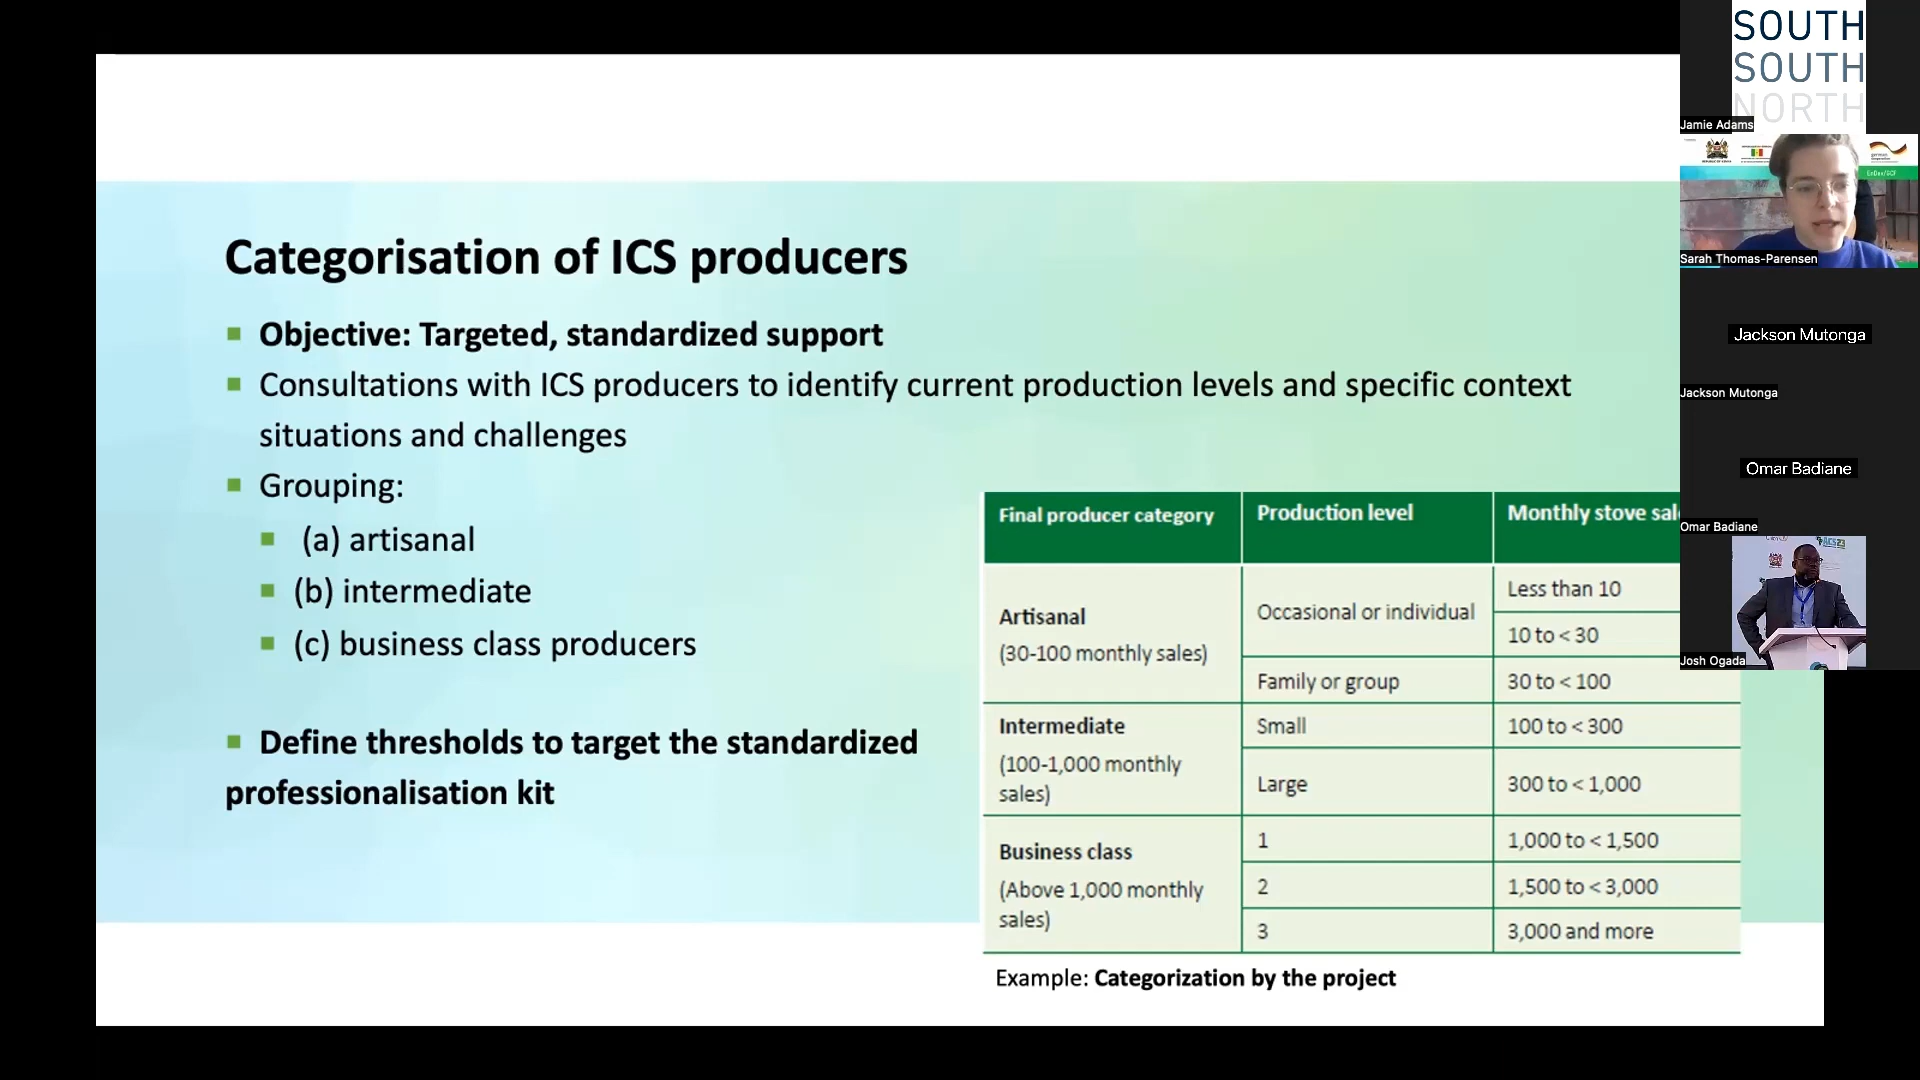 SOUTH
SOUTH
NORTH
Jamie Adams
EnDev/GCF
Sarah Thomas-Parensen
Jackson Mutonga
Jackson Mutonga
Omar Badiane
Omar Badiane
Josh Ogada
Categorisation of ICS producers
Objective: Targeted, standardized support
Consultations with ICS producers to identify current production levels and specific context
situations and challenges
Grouping:
(a) artisanal
(b) intermediate
(c) business class producers
Define thresholds to target the standardized
professionalisation kit
Final producer category
Production level
Monthly stove
Artisanal
(30-100 monthly sales)
Occasional or individual
Less than 10
10 to < 30
Family or group
30 to < 100
Intermediate
(100-1,000 monthly
sales)
Small
100 to < 300
Large
300 to < 1,000
Business class
(Above 1,000 monthly
sales)
1
1,000 to < 1,500
2
1,500 to < 3,000
3
3,000 and more
Example: Categorization by the project